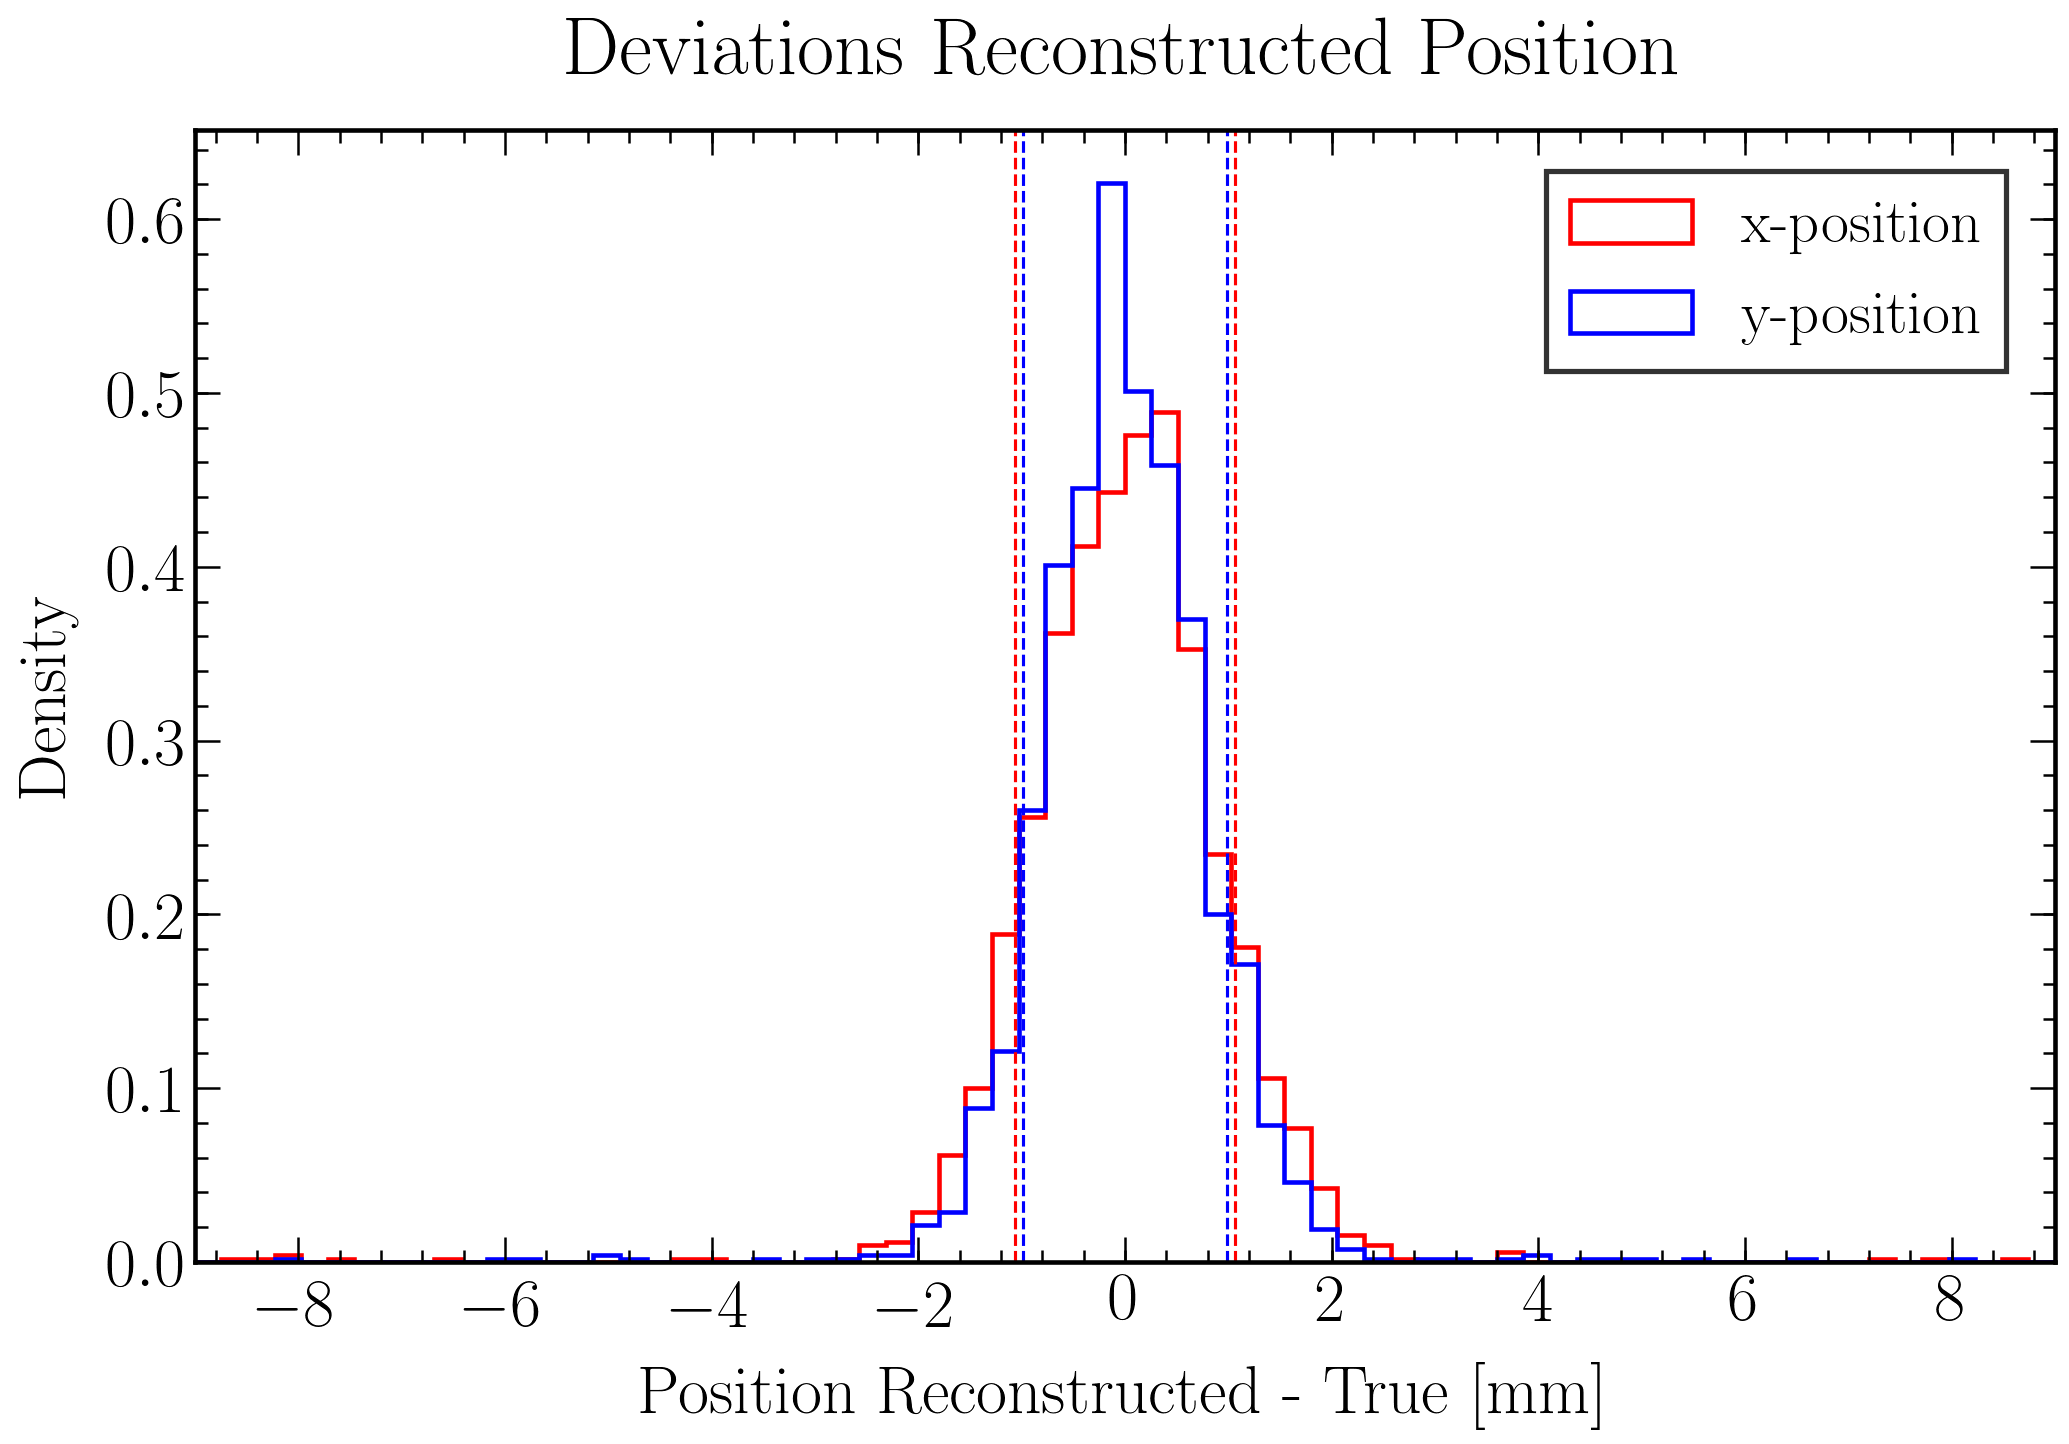 Deviations Reconstructed Position
x-position
y-position
Density
0.6
0.5
0.4
0.3
0.2
0.1
0.0
−8 −6 −4 −2 0 2 4 6 8
Position Reconstructed - True [mm]